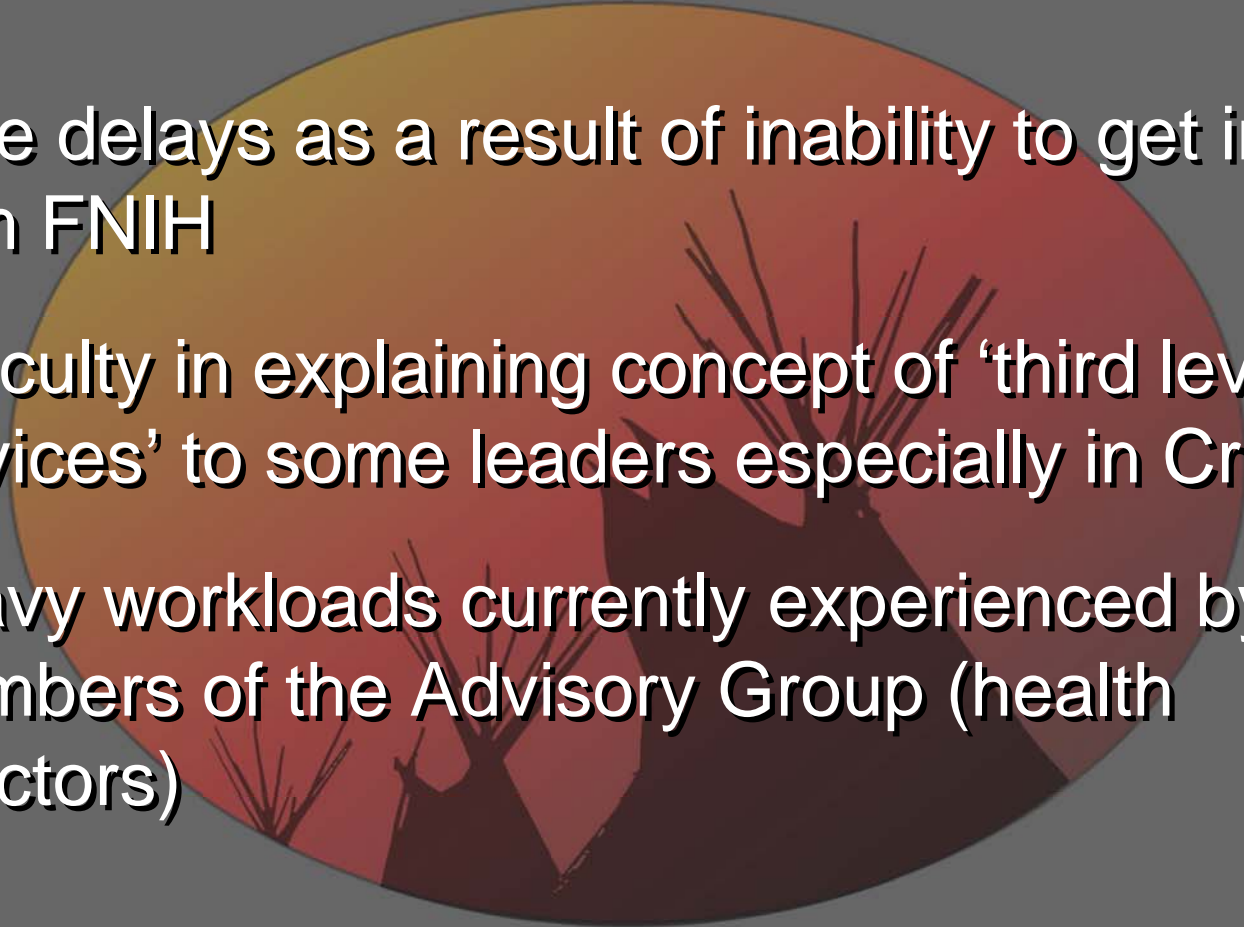 e delays as a result of inability to get in
n FNIH
culty in explaining concept of ‘third lev
vices’ to some leaders especially in Cr
avy workloads currently experienced by
mbers of the Advisory Group (health
ctors)